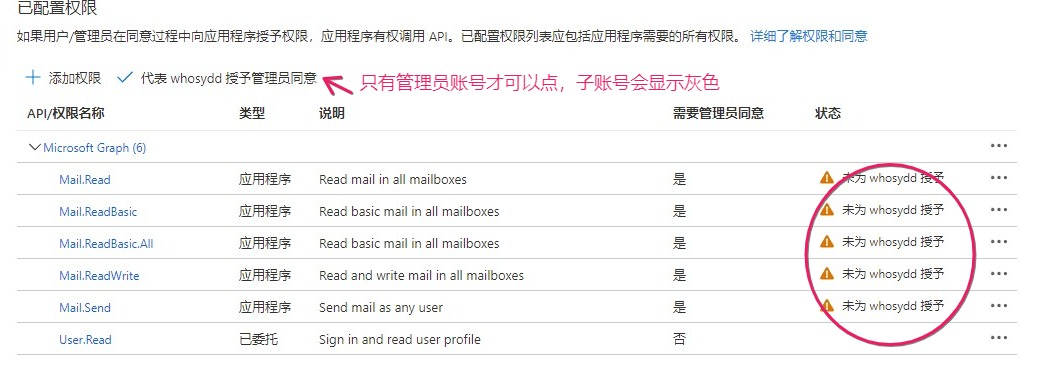 已配置权限
如果用户/管理员在同意过程中向应用程序授予权限，应用程序有权调用 API。已配置权限列表应包括应用程序需要的所有权限。 详细了解权限和同意
添加权限 代表 whosydd 授予管理员同意 只有管理员账号才可以点，子账号会显示灰色
API/权限名称 类型 说明 需要管理员同意 状态
Microsoft Graph (6)
Mail.Read 应用程序 Read mail in all mailboxes 是 未为 whosydd 授予
Mail.ReadBasic 应用程序 Read basic mail in all mailboxes 是 未为 whosydd 授予
Mail.ReadBasic.All 应用程序 Read basic mail in all mailboxes 是 未为 whosydd 授予
Mail.ReadWrite 应用程序 Read and write mail in all mailboxes 是 未为 whosydd 授予
Mail.Send 应用程序 Send mail as any user 是 未为 whosydd 授予
User.Read 已委托 Sign in and read user profile 否